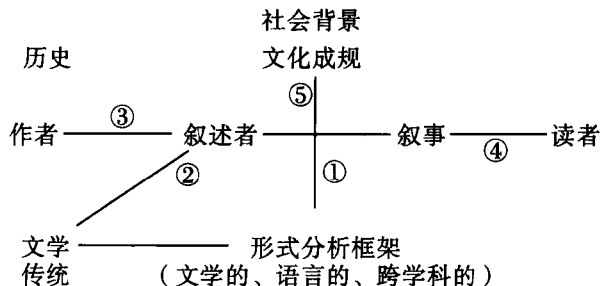 社会背景
历史 文化成规
⑤
作者 ③ 叙述者 叙事 ④ 读者
② ①
文学 形式分析框架
传统 (文学的、语言的、跨学科的)